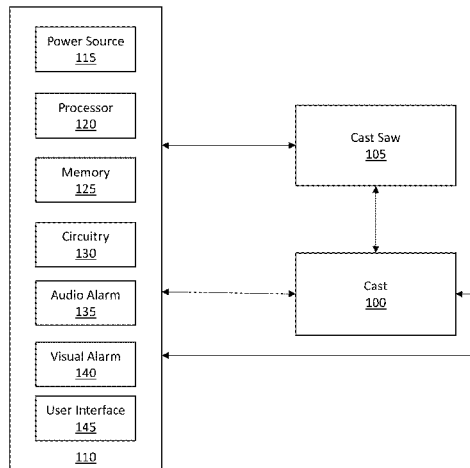 Power Source
115
Processor
120
Memory
125
Circuitry
130
Audio Alarm
135
Visual Alarm
140
User Interface
145
110
Cast Saw
105
Cast
100